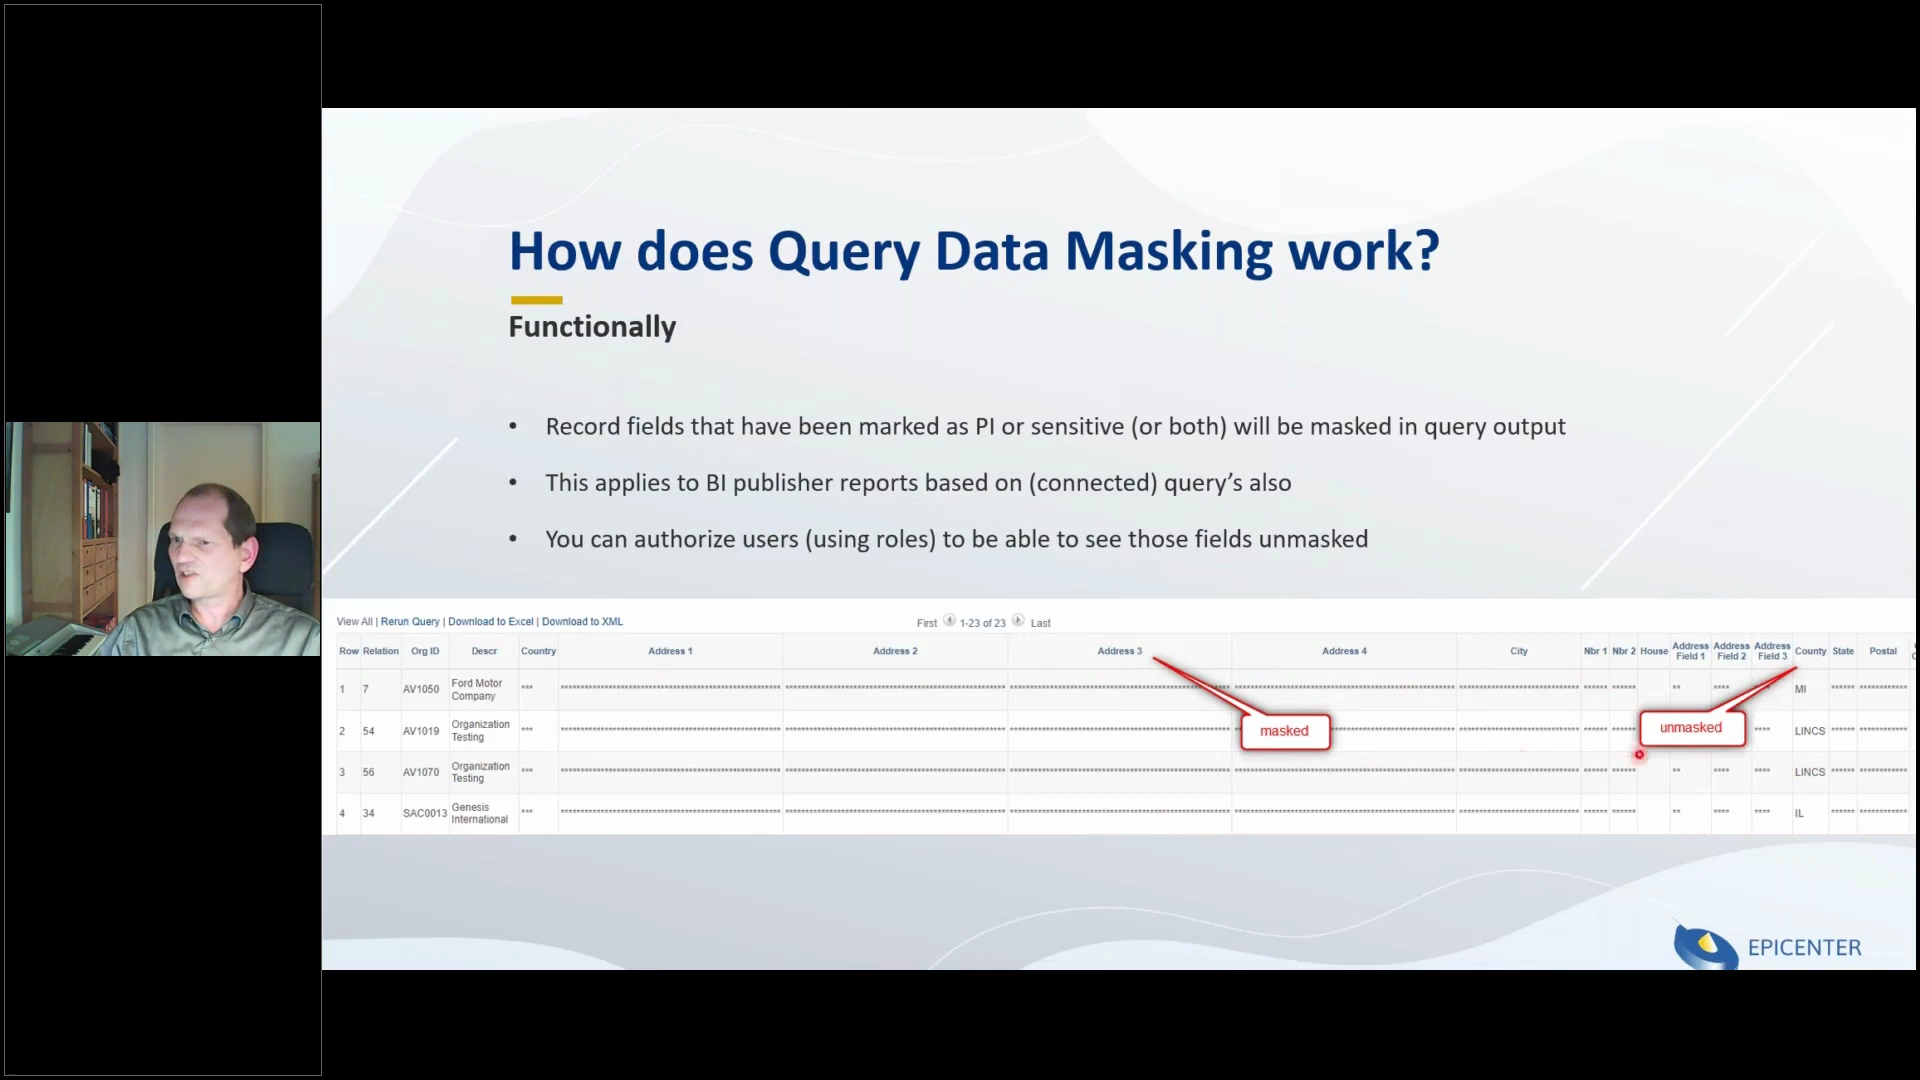 How does Query Data Masking work?
Functionally
• Record fields that have been marked as PI or sensitive (or both) will be masked in query output
• This applies to BI publisher reports based on (connected) query's also
• You can authorize users (using roles) to be able to see those fields unmasked
View All | Rerun Query | Download to Excel | Download to XML First 1-23 of 23 Last
Row Relation Org ID Descr Country Address 1 Address 2 Address 3 Address 4 City Nbr 1 Nbr 2 House Address Field 1 Address Field 2 Address Field 3 County State Postal
1 7 AV1050 Ford Motor Company MI
masked
unmasked
2 54 AV1019 Organization Testing LINCS
3 56 AV1070 Organization Testing LINCS
4 34 SAC0013 Genesis International IL
EPICENTER